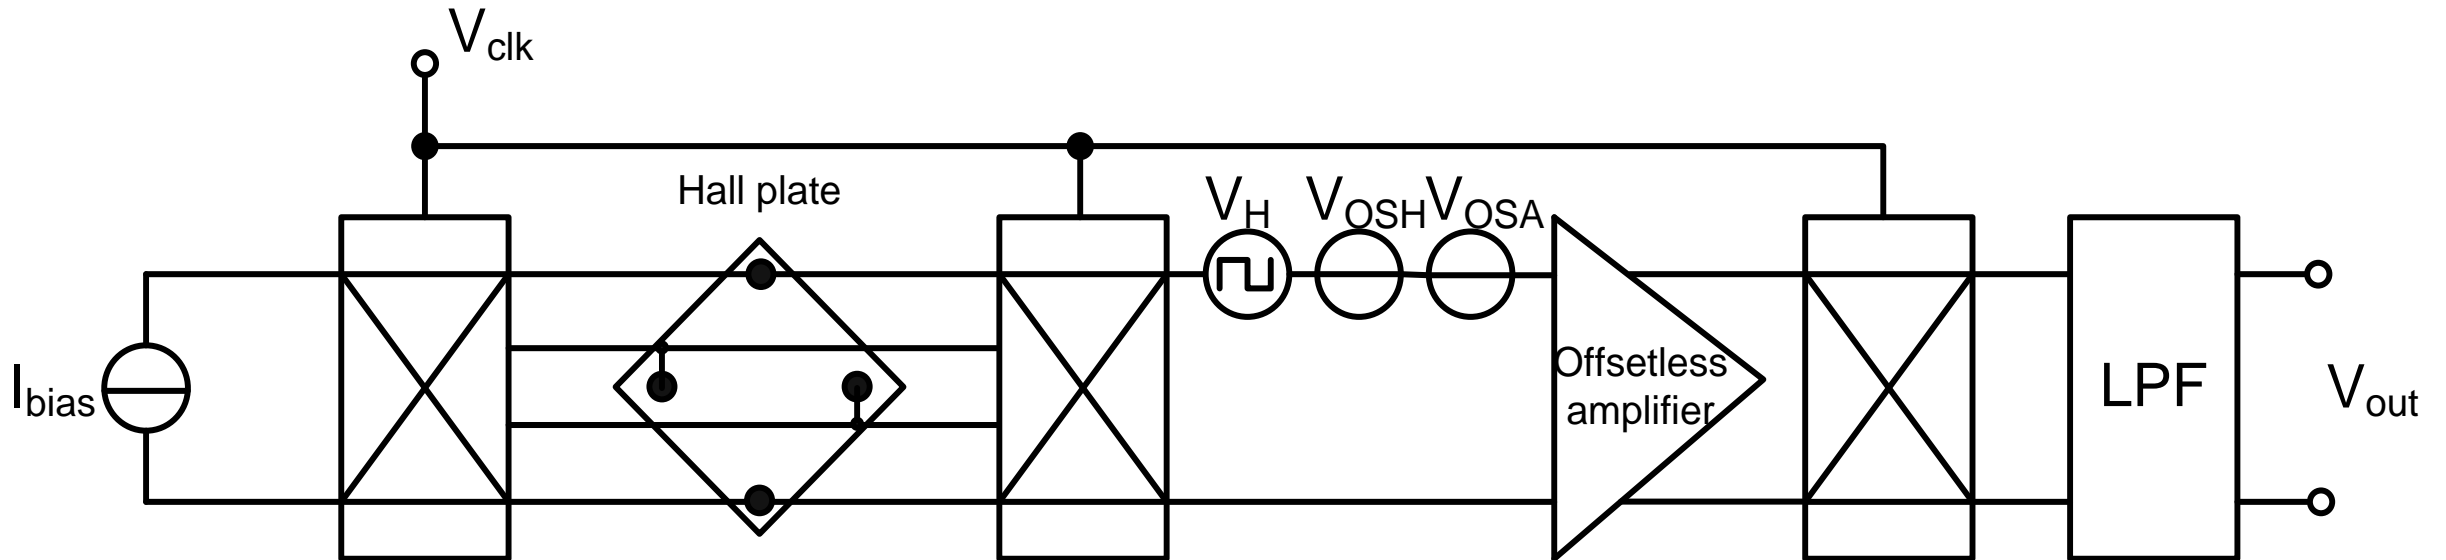 Vclk
Hall plate
VH
VOSH
VOSA
Ibias
Offsetless
amplifier
LPF
Vout